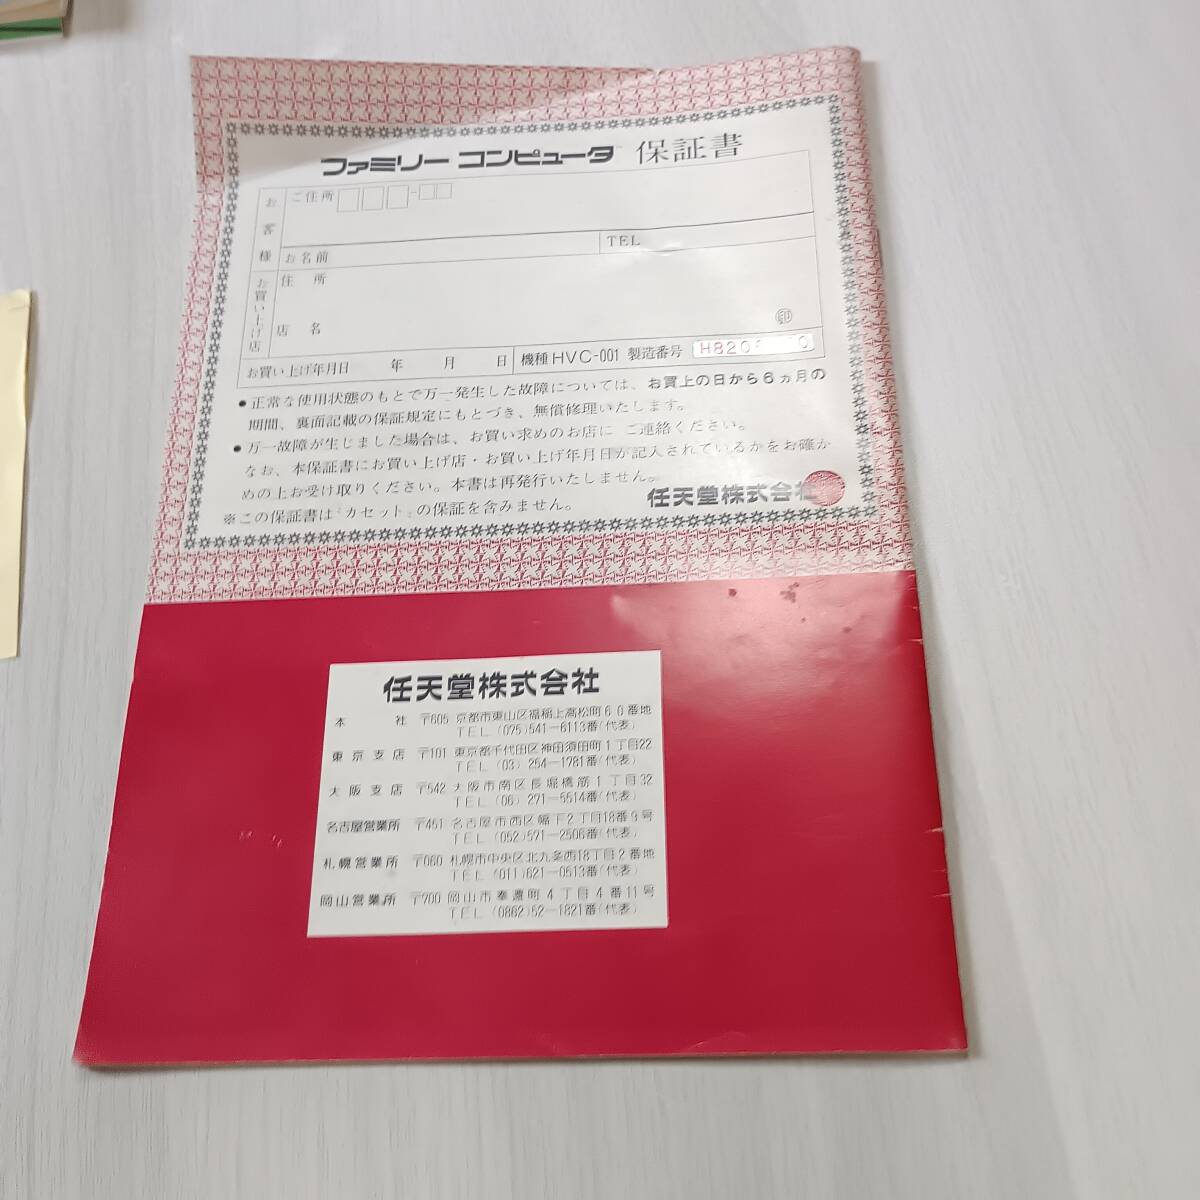 ファミリー コンピュータ™ 保証書
お客様
ご住所
お名前
TEL
お買い上げ店
住 所
店 名
印
お買い上げ年月日 年 月 日
機種 HVC-001 製造番号
●正常な使用状態のもとで万一発生した故障については、お買上の日から6ヵ月の
期間、裏面記載の保証規定にもとづき、無償修理いたします。
●万一故障が生じました場合は、お買い求めのお店に ご連絡ください。
なお、本保証書にお買い上げ店・お買い上げ年月日が記入されているかをお確か
めの上お受け取りください。本書は再発行いたしません。
※この保証書は「カセット」の保証を含みません。
任天堂株式会社
任天堂株式会社
本 社 〒605 京都市東山区福稲上高松町60番地
TEL (075)541-6113番(代表)
東京支店 〒101 東京都千代田区神田須田町1丁目22
TEL (03) 254-1781番(代表)
大阪支店 〒542 大阪市南区長堀橋筋1丁目32
TEL (06) 271-5514番(代表)
名古屋営業所 〒451 名古屋市西区幅下2丁目18番9号
TEL (052)571-2506番(代表)
札幌営業所 〒060 札幌市中央区北九条西18丁目2番地
TEL (011)621-0513番(代表)
岡山営業所 〒700 岡山市奉還町4丁目4番11号
TEL (0862)52-1821番(代表)